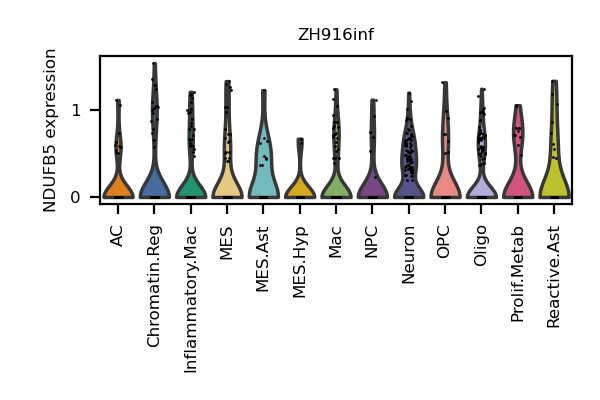 ZH916inf
NDUFB5 expression
1
0
AC
Chromatin.Reg
Inflammatory.Mac
MES
MES.Ast
MES.Hyp
Mac
NPC
Neuron
OPC
Oligo
Prolif.Metab
Reactive.Ast